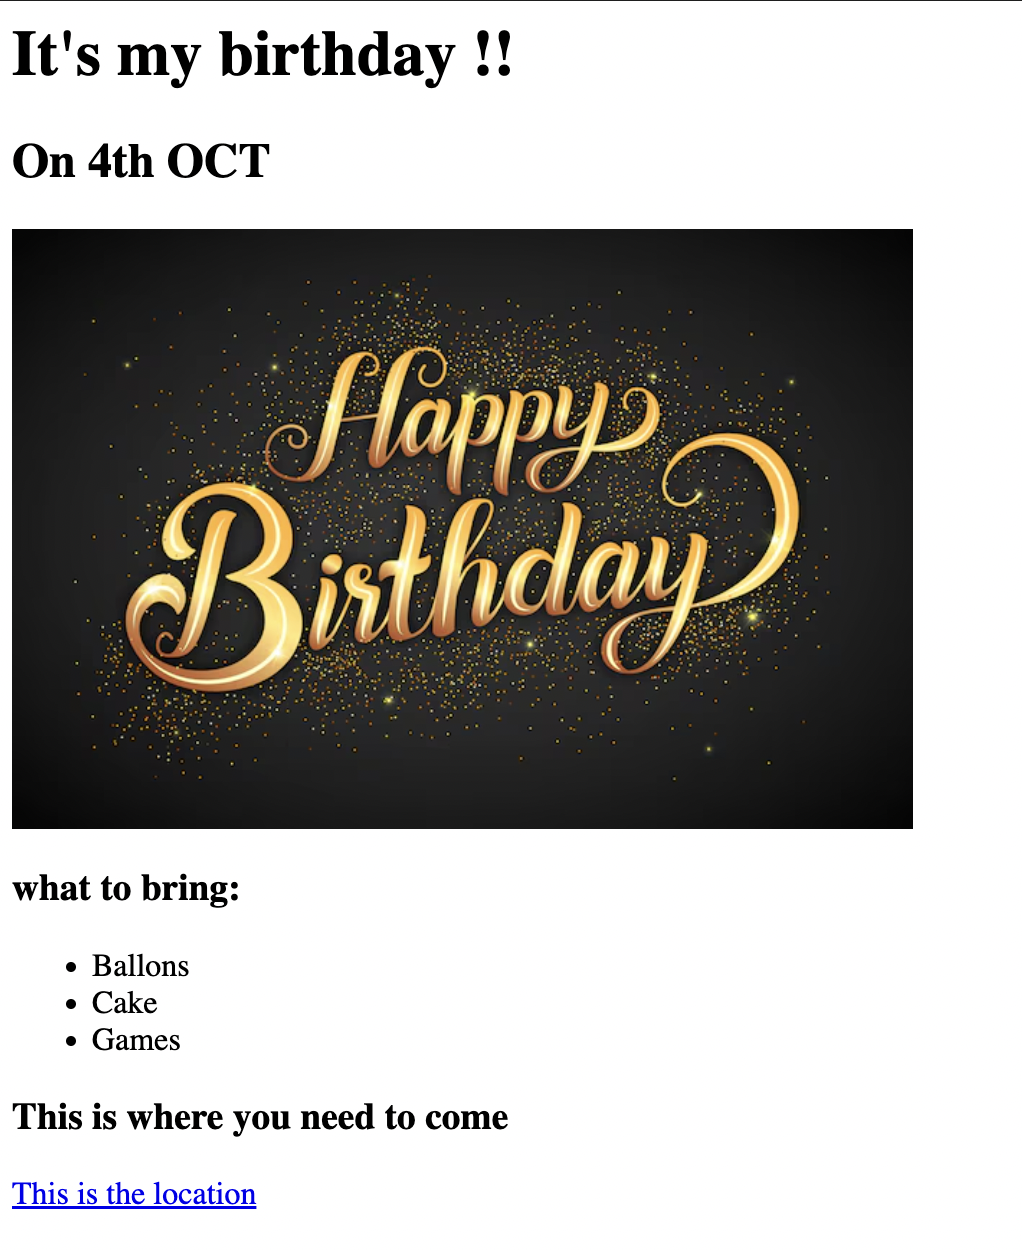 It's my birthday !!
On 4th OCT
Happy
Birthday
what to bring:
Ballons
Cake
Games
This is where you need to come
This is the location